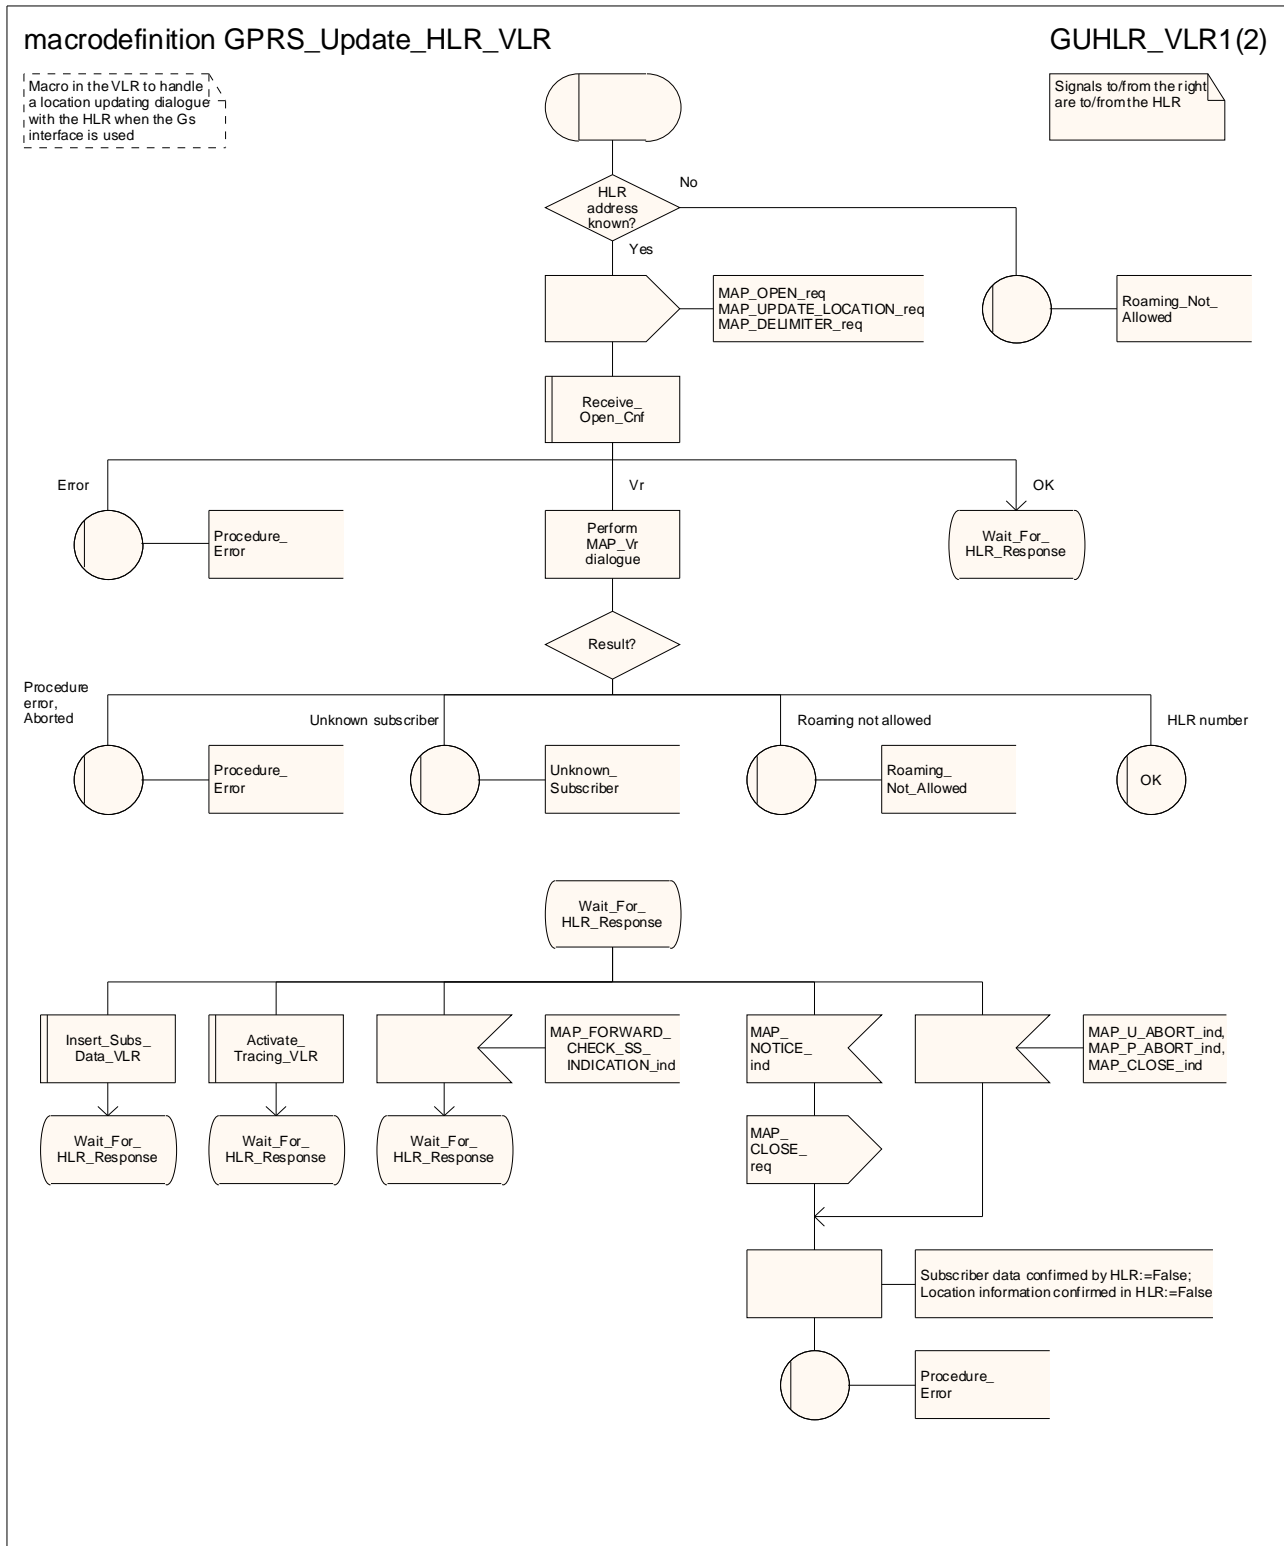 macrodefinition GPRS_Update_HLR_VLR
GUHLR_VLR1(2)
Macro in the VLR to handle
a location updating dialogue
with the HLR when the Gs
interface is used
Signals to/from the right
are to/from the HLR
HLR
address
known?
No
Yes
MAP_OPEN_req
MAP_UPDATE_LOCATION_req
MAP_DELIMITER_req
Roaming_Not_
Allowed
Receive_
Open_Cnf
Error
Vr
OK
Procedure_
Error
Perform
MAP_Vr
dialogue
Wait_For_
HLR_Response
Result?
Procedure
error,
Aborted
Unknown subscriber
Roaming not allowed
HLR number
Procedure_
Error
Unknown_
Subscriber
Roaming_
Not_Allowed
OK
Wait_For_
HLR_Response
Insert_Subs_
Data_VLR
Activate_
Tracing_VLR
MAP_FORWARD_
CHECK_SS_
INDICATION_ind
MAP_
NOTICE_
ind
MAP_U_ABORT_ind,
MAP_P_ABORT_ind,
MAP_CLOSE_ind
Wait_For_
HLR_Response
Wait_For_
HLR_Response
Wait_For_
HLR_Response
MAP_
CLOSE_
req
Subscriber data confirmed by HLR:=False;
Location information confirmed in HLR:=False
Procedure_
Error